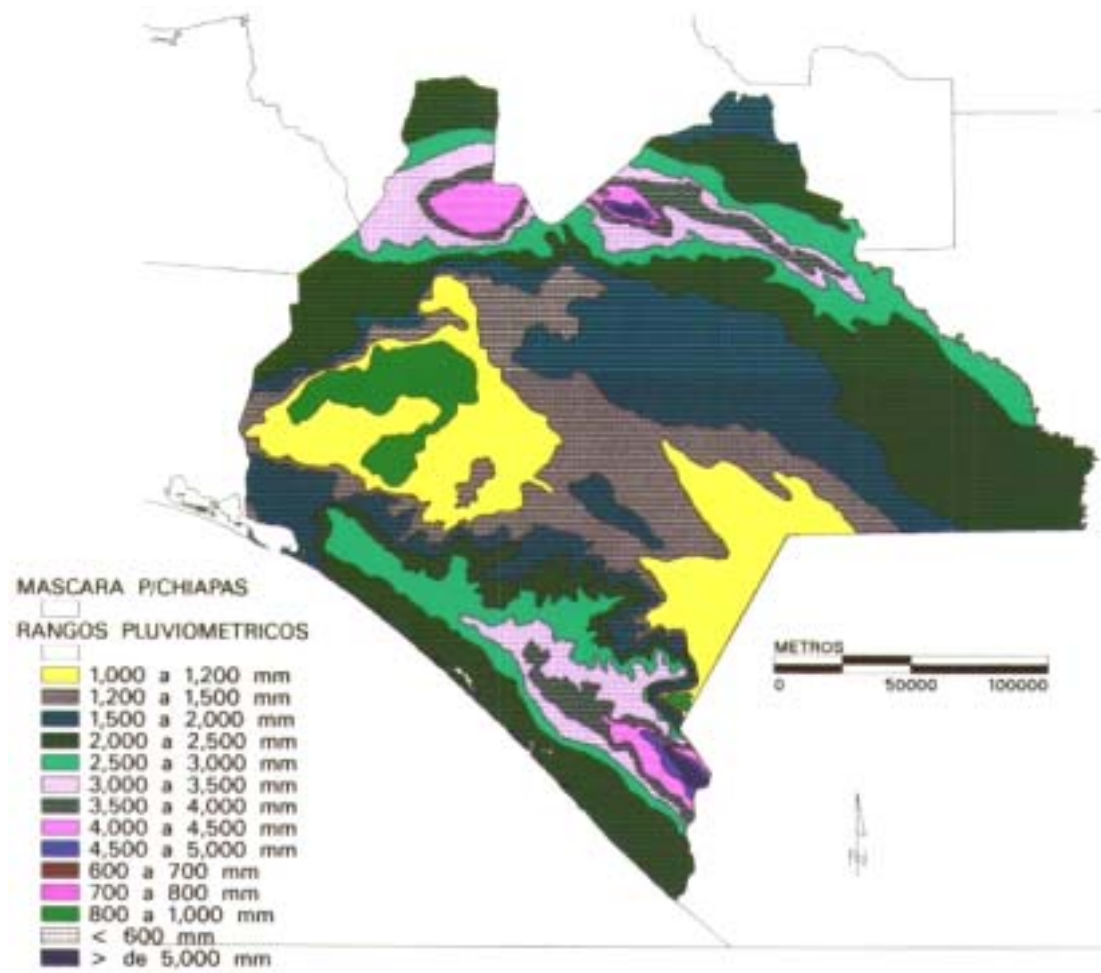 MASCARA P/CHIAPAS
RANGOS PLUVIOMETRICOS
1,000 a 1,200 mm
1,200 a 1,500 mm
1,500 a 2,000 mm
2,000 a 2,500 mm
2,500 a 3,000 mm
3,000 a 3,500 mm
3,500 a 4,000 mm
4,000 a 4,500 mm
4,500 a 5,000 mm
600 a 700 mm
700 a 800 mm
800 a 1,000 mm
< 600 mm
> de 5,000 mm
METROS
0 50000 100000
N